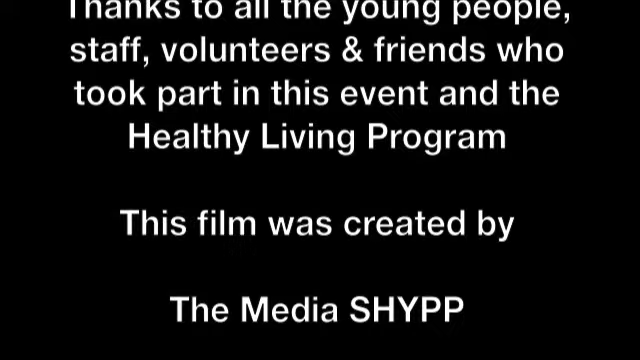 Thanks to all the young people,
staff, volunteers & friends who
took part in this event and the
Healthy Living Program
This film was created by
The Media SHYPP